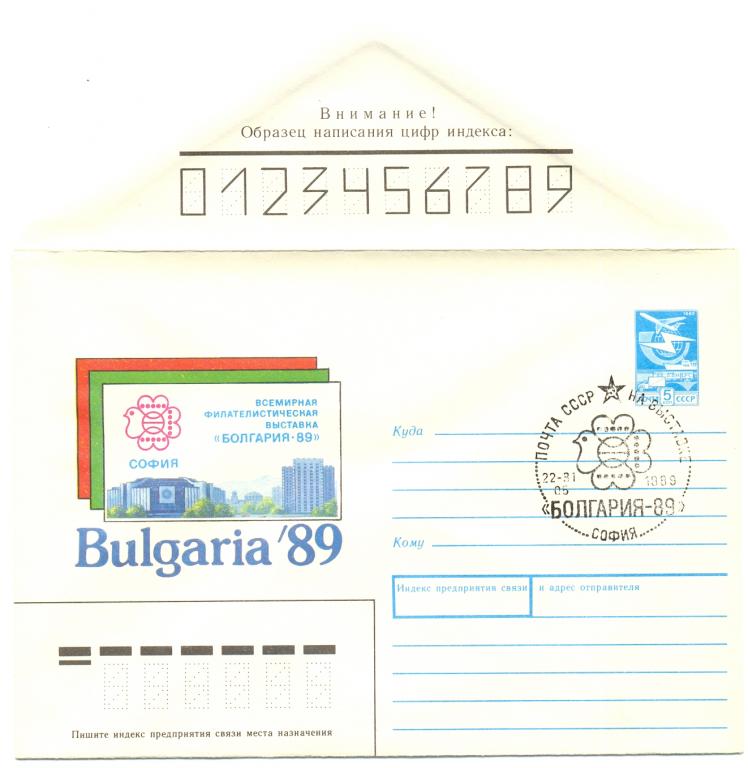 Внимание!
Образец написания цифр индекса:
0123456789
1982
ПОЧТА 5 СССР
ВСЕМИРНАЯ
ФИЛАТЕЛИСТИЧЕСКАЯ
ВЫСТАВКА
«БОЛГАРИЯ·89»
СОФИЯ
Bulgaria '89
Куда
Кому
ПОЧТА СССР НА ВЫСТАВКЕ
22-31 1989
05
«БОЛГАРИЯ-89»
СОФИЯ
Индекс предприятия связи и адрес отправителя
Пишите индекс предприятия связи места назначения